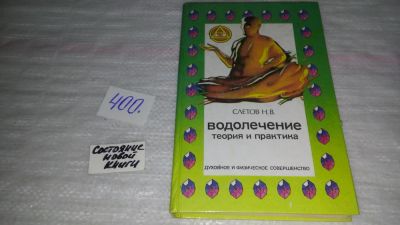 400.
Состояние
новой
книги
СЛЕТОВ Н.В.
ВОДОЛЕЧЕНИЕ
теория и практика
ДУХОВНОЕ И ФИЗИЧЕСКОЕ СОВЕРШЕНСТВО